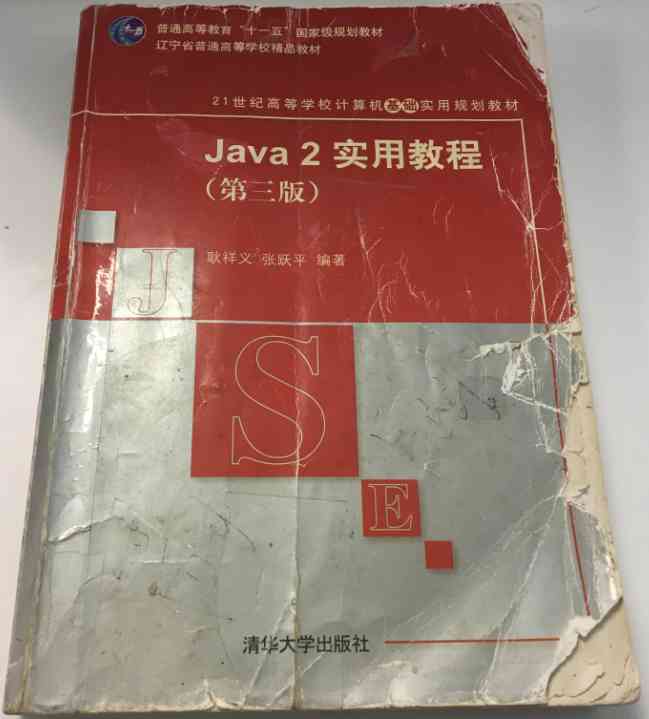 普通高等教育“十一五”国家级规划教材
辽宁省普通高等学校精品教材
21世纪高等学校计算机基础实用规划教材
Java 2 实用教程
（第三版）
耿祥义 张跃平 编著
J
S
E
清华大学出版社